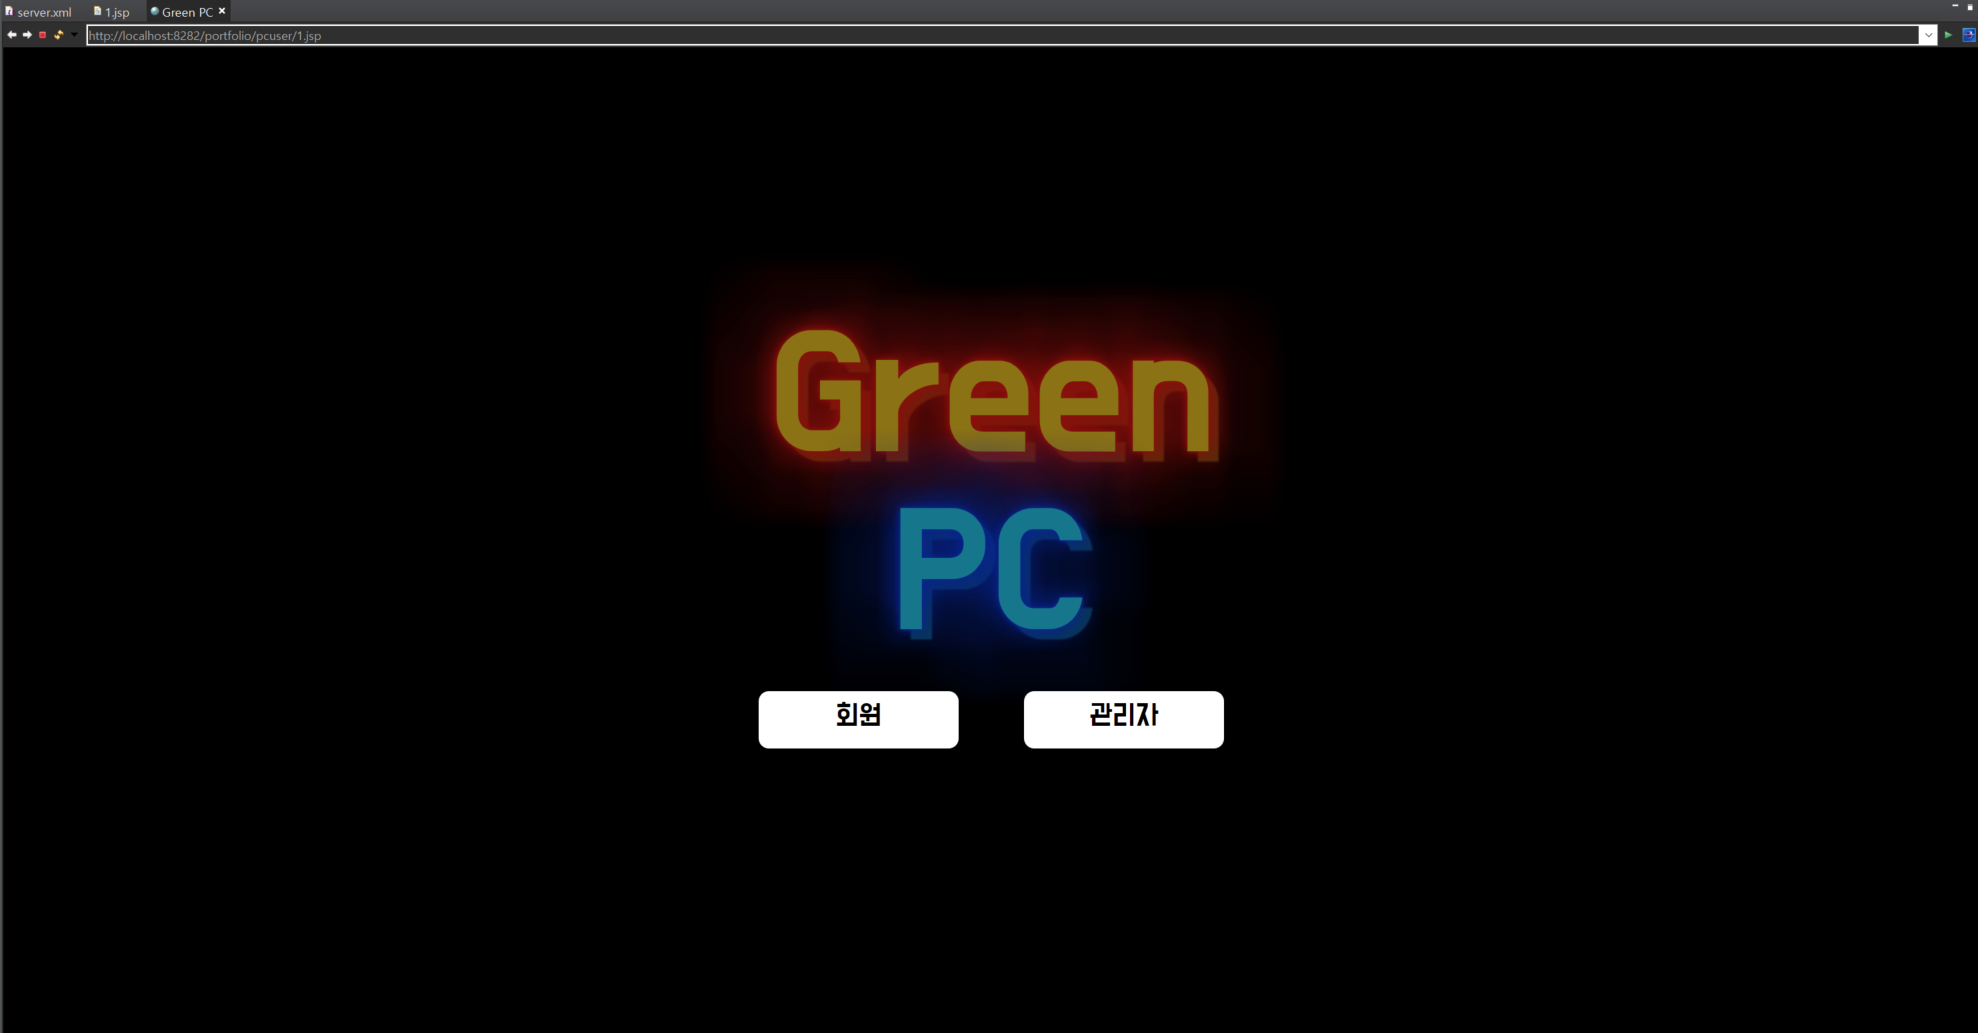 server.xml 1.jsp Green PC
http://localhost:8282/portfolio/pcuser/1.jsp
Green
PC
회원 관리자